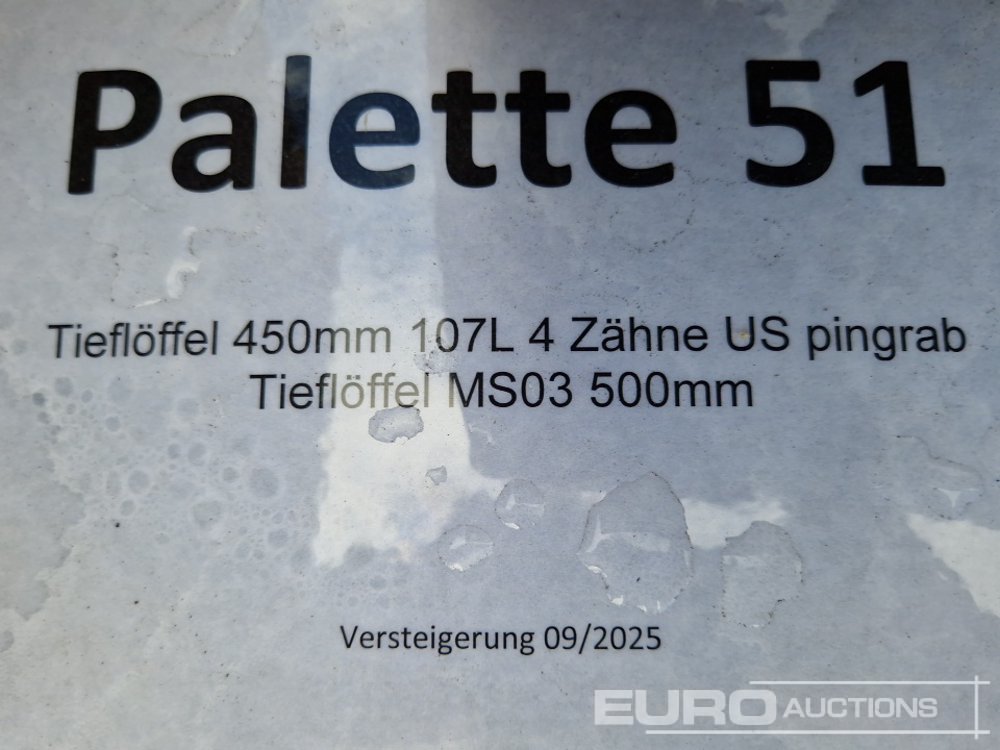 Palette 51
Tieflöffel 450mm 107L 4 Zähne US pingrab
Tieflöffel MS03 500mm
Versteigerung 09/2025
EURO AUCTIONS